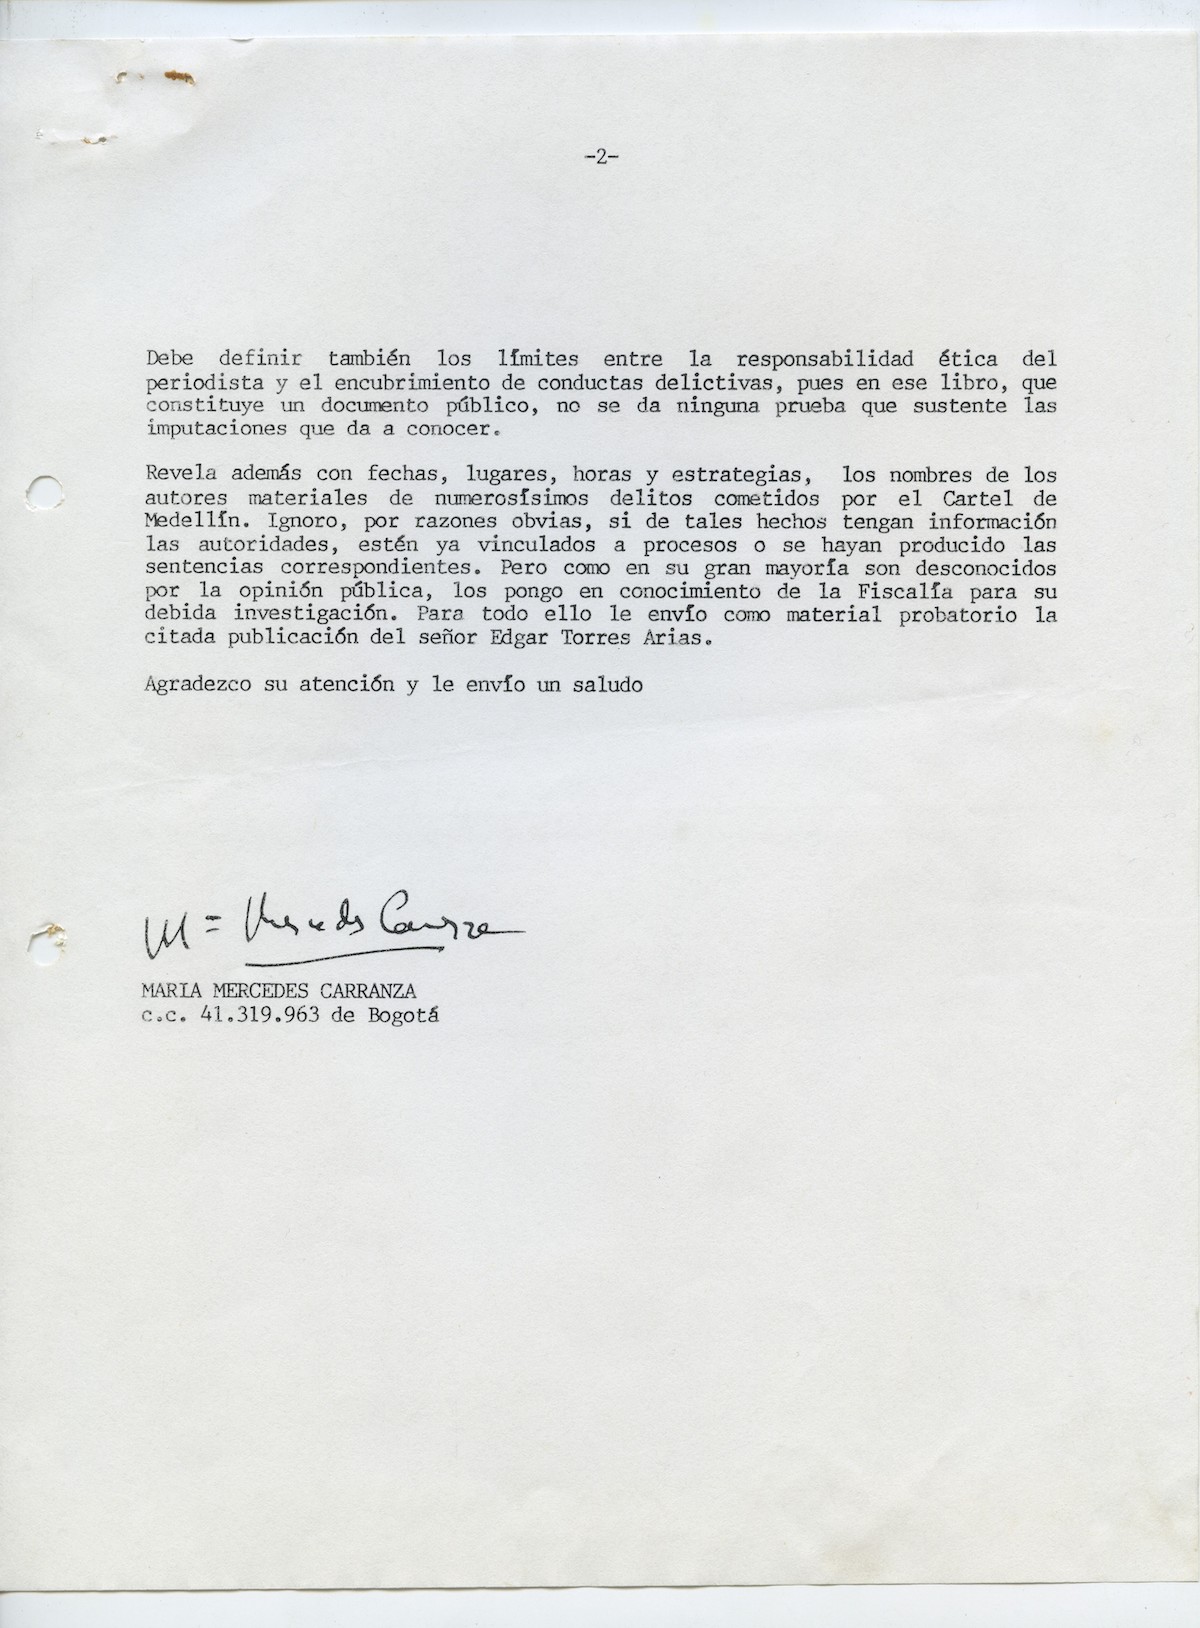 -2-
Debe definir también los límites entre la responsabilidad ética del
periodista y el encubrimiento de conductas delictivas, pues en ese libro, que
constituye un documento público, no se da ninguna prueba que sustente las
imputaciones que da a conocer.
Revela además con fechas, lugares, horas y estrategias, los nombres de los
autores materiales de numerosísimos delitos cometidos por el Cartel de
Medellín. Ignoro, por razones obvias, si de tales hechos tengan información
las autoridades, estén ya vinculados a procesos o se hayan producido las
sentencias correspondientes. Pero como en su gran mayoría son desconocidos
por la opinión pública, los pongo en conocimiento de la Fiscalía para su
debida investigación. Para todo ello le envío como material probatorio la
citada publicación del señor Edgar Torres Arias.
Agradezco su atención y le envío un saludo
Mª Mercedes Carranza
MARIA MERCEDES CARRANZA
c.c. 41.319.963 de Bogotá